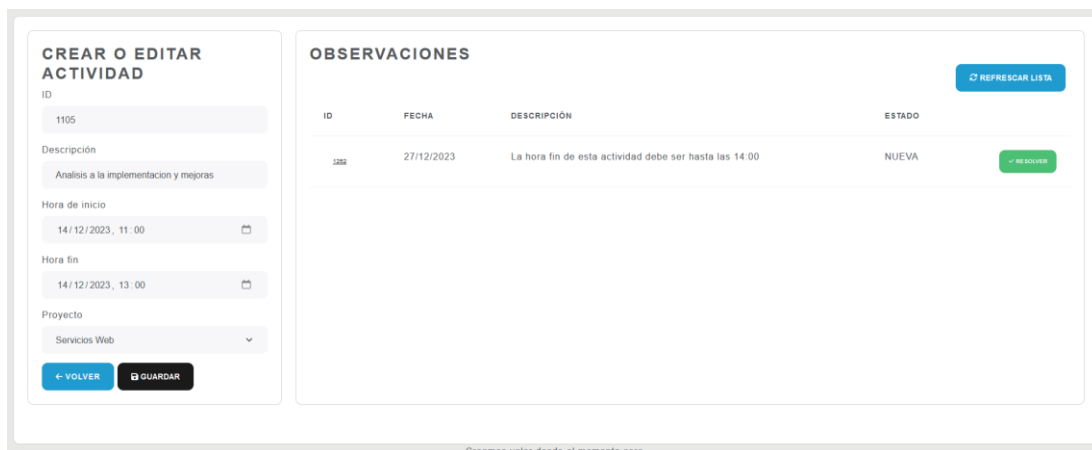 CREAR O EDITAR
ACTIVIDAD
ID
1105
Descripción
Analisis a la implementacion y mejoras
Hora de inicio
14/12/2023, 11:00
Hora fin
14/12/2023, 13:00
Proyecto
Servicios Web
VOLVER
GUARDAR
OBSERVACIONES
REFRESCAR LISTA
ID FECHA DESCRIPCIÓN ESTADO
1252 27/12/2023 La hora fin de esta actividad debe ser hasta las 14:00 NUEVA RESOLVER